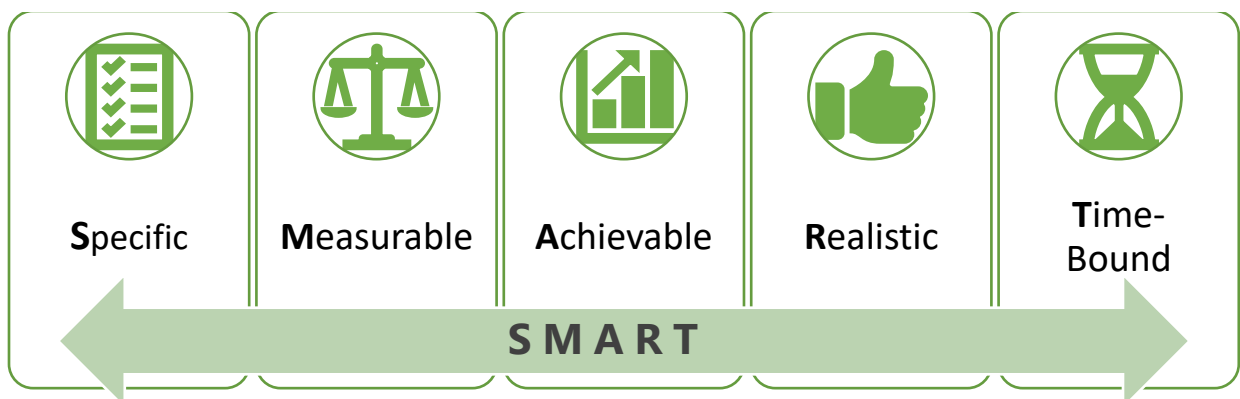 Specific
Measurable
Achievable
Realistic
Time-
Bound
SMART